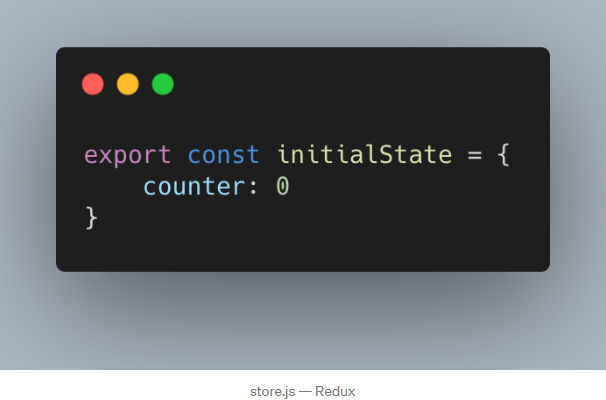 export const initialState = {
    counter: 0
}
store.js — Redux